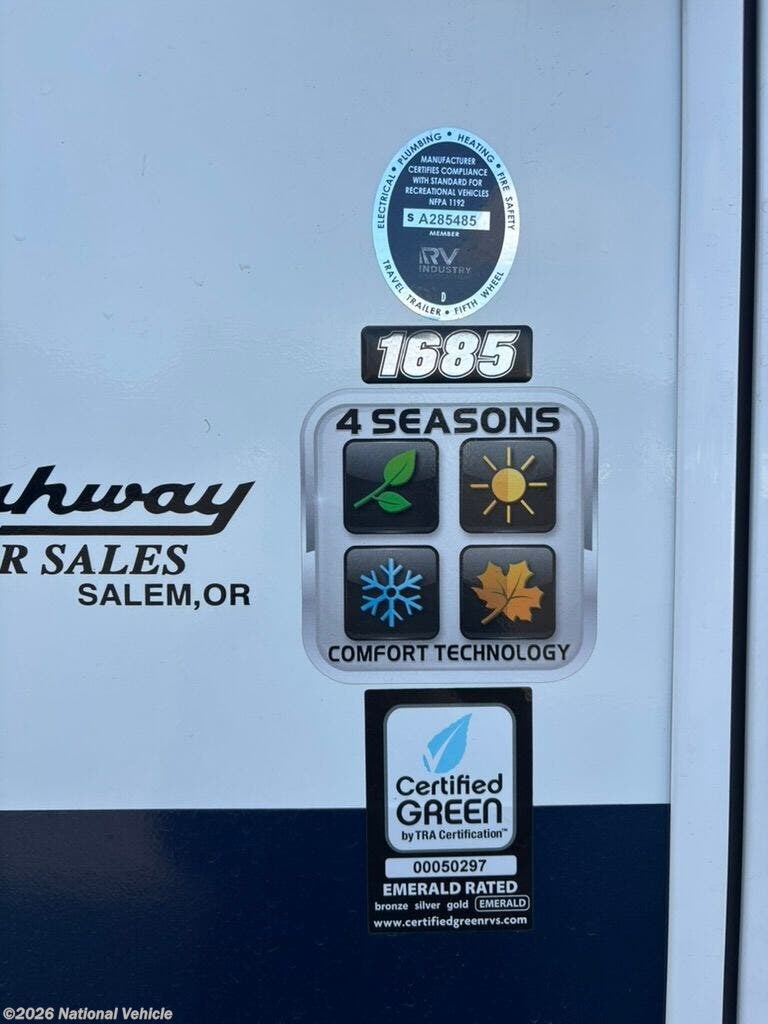 ELECTRICAL • PLUMBING • HEATING • FIRE SAFETY
MANUFACTURER
CERTIFIES COMPLIANCE
WITH STANDARD FOR
RECREATIONAL VEHICLES
NFPA 1192
S A285485
MEMBER
RV
INDUSTRY
D
TRAVEL TRAILER • FIFTH WHEEL
1685
4 SEASONS
COMFORT TECHNOLOGY
hway
R SALES
SALEM,OR
Certified
GREEN
by TRA Certification™
00050297
EMERALD RATED
bronze silver gold EMERALD
www.certifiedgreenrvs.com
©2026 National Vehicle